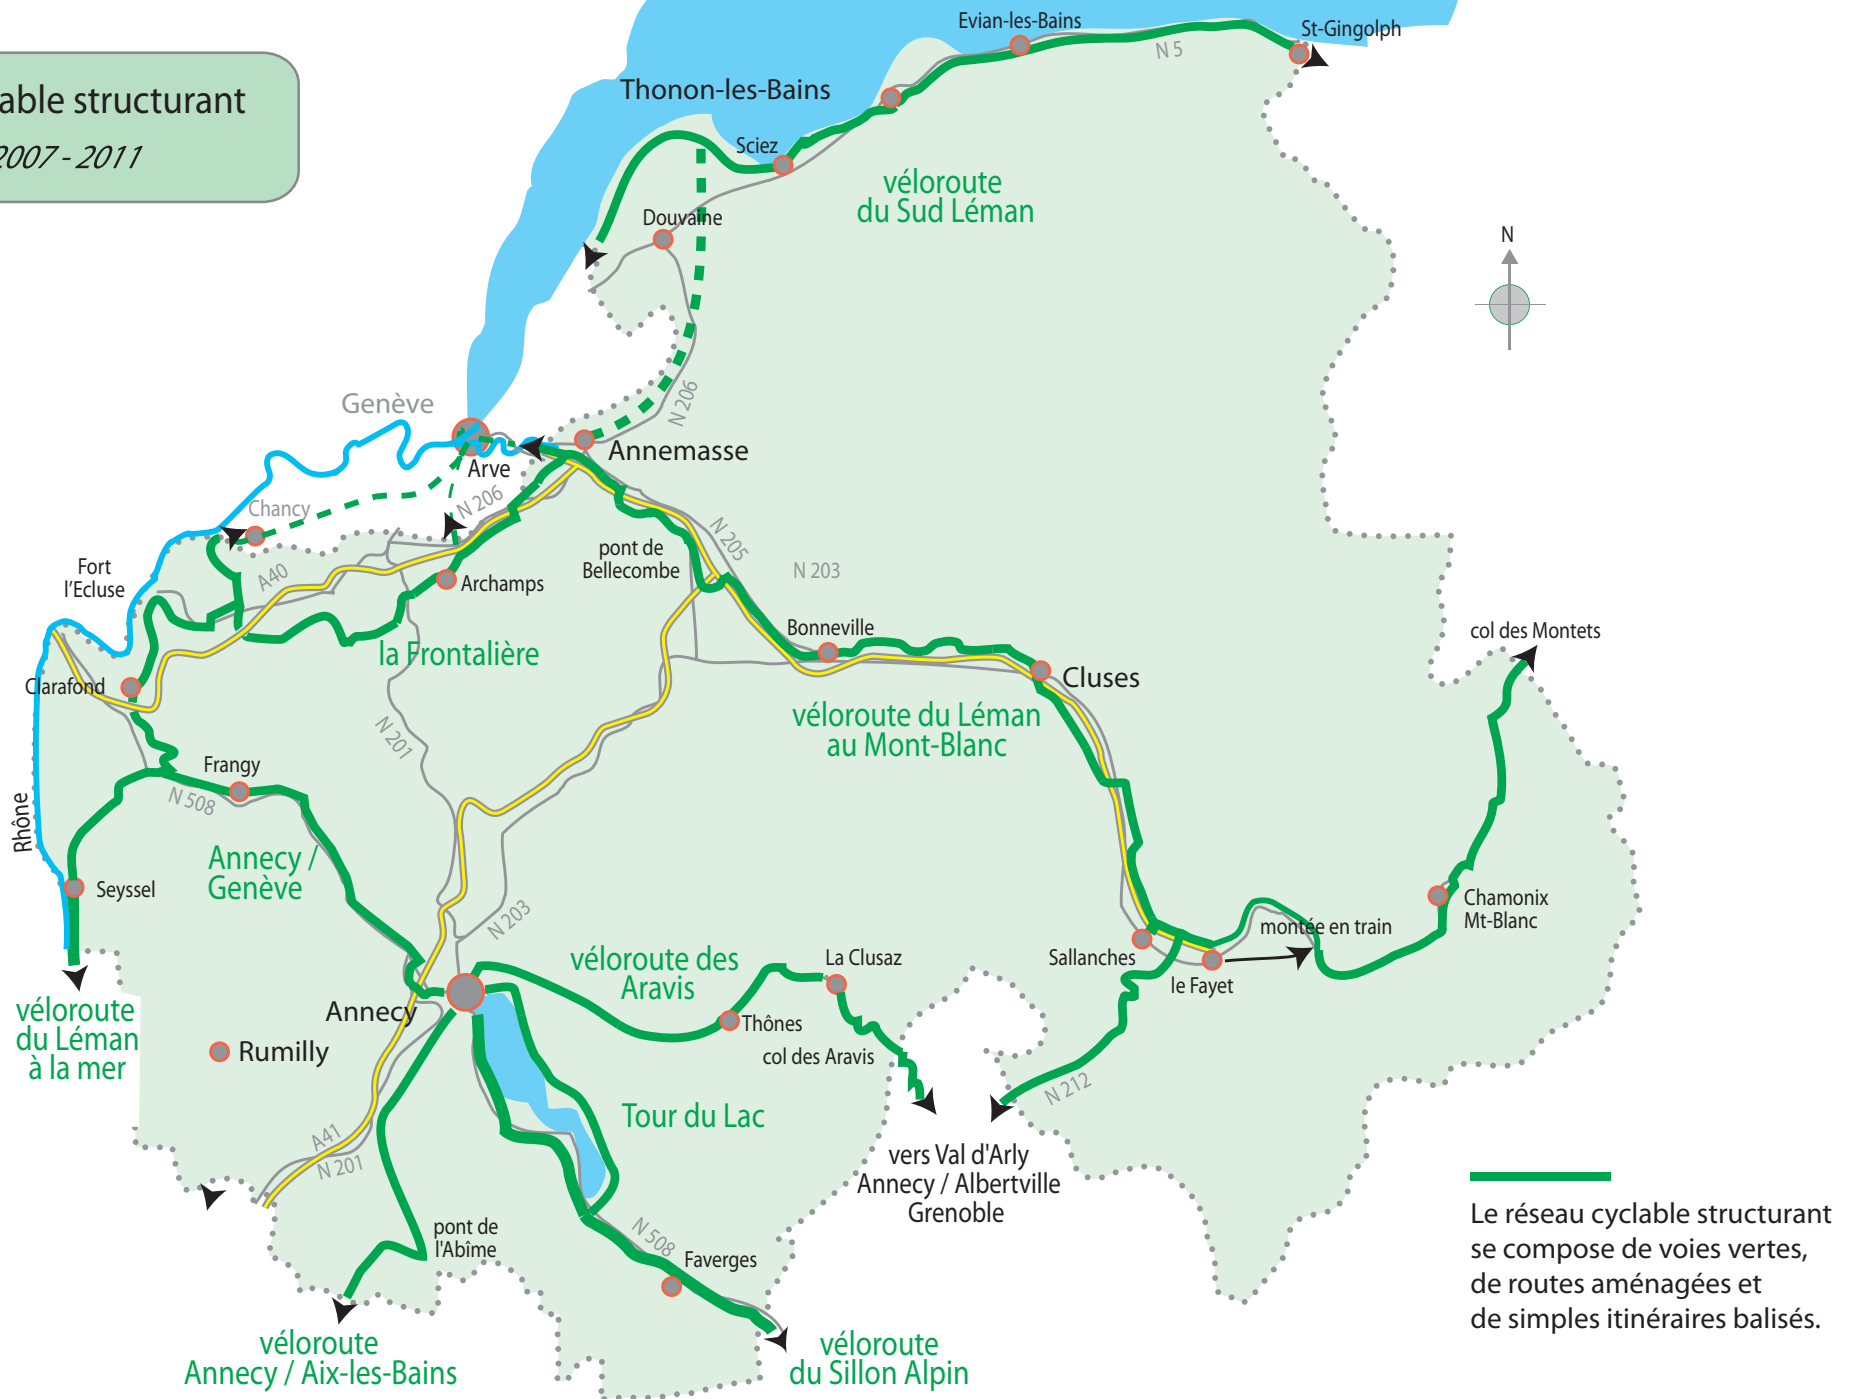 able structurant
2007 - 2011
Evian-les-Bains
St-Gingolph
N 5
Thonon-les-Bains
Sciez
véloroute
du Sud Léman
Douvaine
N
N 206
Genève
Annemasse
Arve
N 206
Chancy
N 205
pont de
Bellecombe
N 203
Fort
l'Ecluse
A40
Archamps
Bonneville
col des Montets
la Frontalière
Cluses
Clarafond
véloroute du Léman
au Mont-Blanc
N 201
Frangy
N 508
Rhône
Annecy /
Genève
Seyssel
N 203
Chamonix
Mt-Blanc
montée en train
véloroute des
Aravis
La Clusaz
Sallanches
le Fayet
véloroute
du Léman
à la mer
Annecy
Thônes
Rumilly
col des Aravis
N 212
Tour du Lac
A41
N 201
vers Val d'Arly
Annecy / Albertville
Grenoble
pont de
l'Abîme
N 508
Faverges
Le réseau cyclable structurant
se compose de voies vertes,
de routes aménagées et
de simples itinéraires balisés.
véloroute
Annecy / Aix-les-Bains
véloroute
du Sillon Alpin